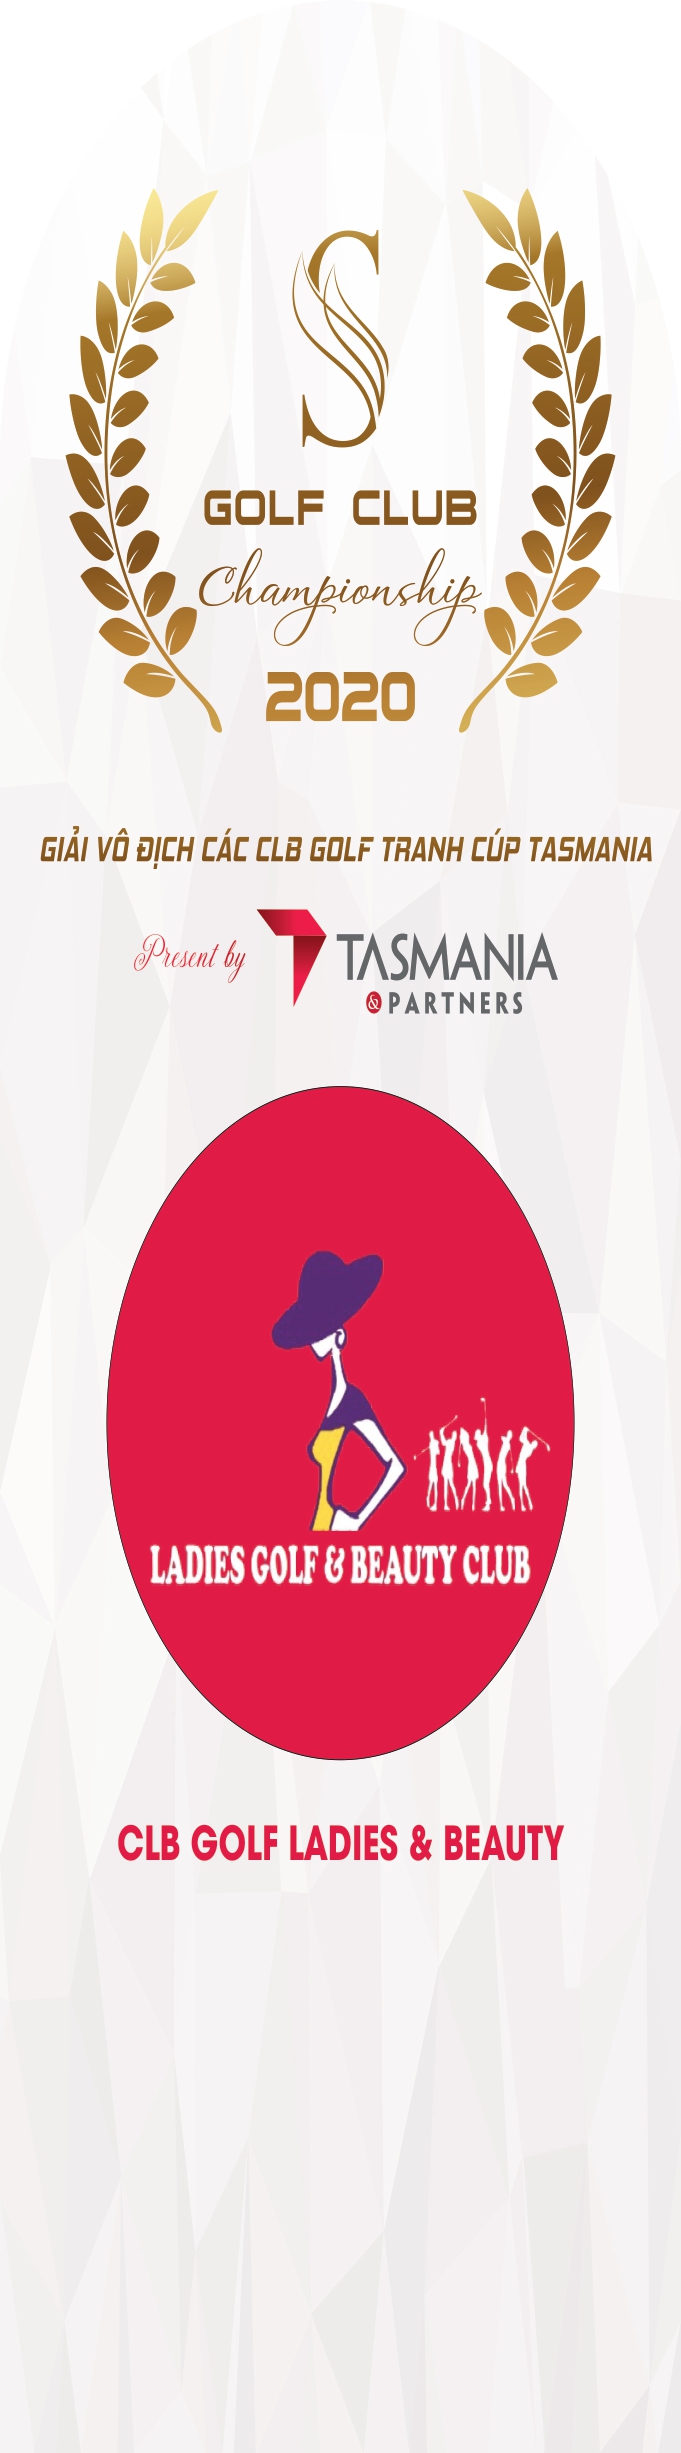 S
GOLF CLUB
Championship
2020
GIẢI VÔ ĐỊCH CÁC CLB GOLF TRANH CÚP TASMANIA
Present by
TASMANIA
& PARTNERS
LADIES GOLF & BEAUTY CLUB
CLB GOLF LADIES & BEAUTY